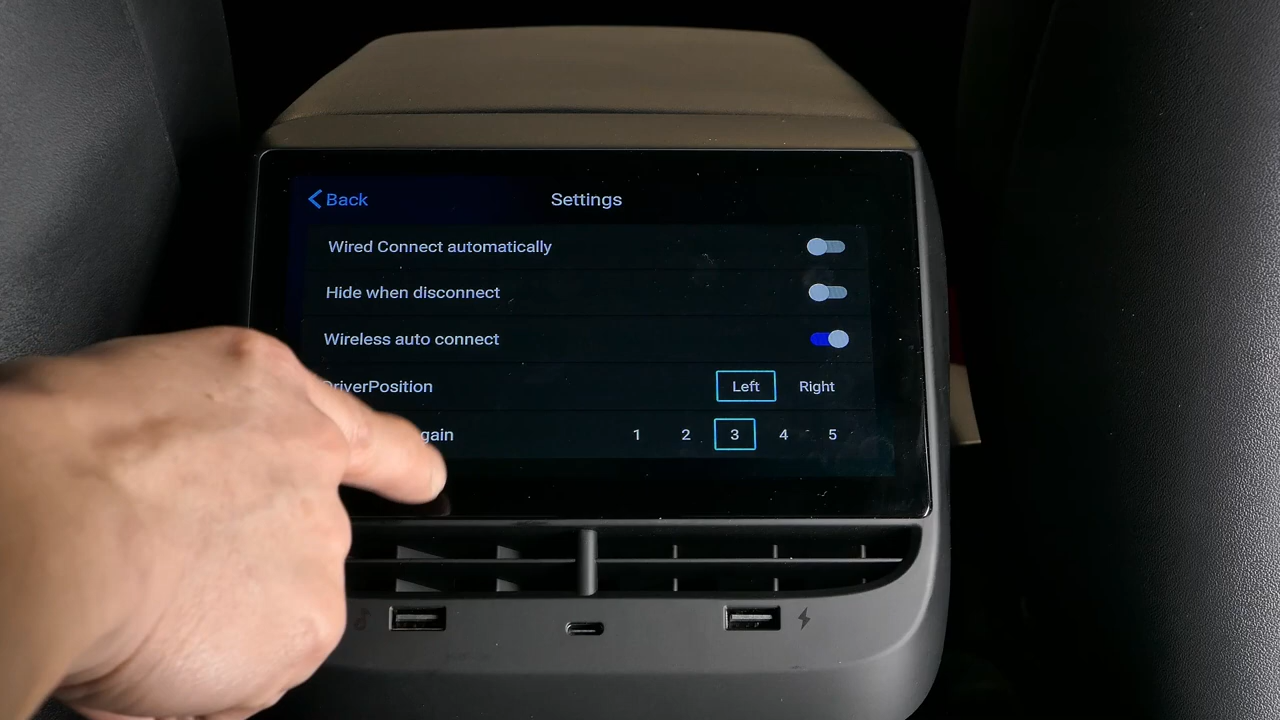 Back
Settings
Wired Connect automatically
Hide when disconnect
Wireless auto connect
DriverPosition Left Right
gain 1 2 3 4 5